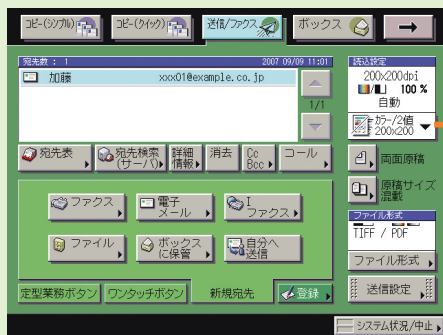 コピー(シンプル) コピー(クイック) 送信/ファクス ボックス
宛先数 : 1 2007 09/09 11:01
加藤 xxx01@example.co.jp
1/1
宛先表 宛先検索(サーバ) 詳細情報 消去 Cc Bcc コール
ファクス 電子メール Iファクス
ファイル ボックスに保管 自分へ送信
定型業務ボタン ワンタッチボタン 新規宛先 登録
読込設定
200x200dpi
100 %
自動
カラー/2値
200x200
両面原稿
原稿サイズ混載
ファイル形式
TIFF / PDF
ファイル形式
送信設定
システム状況/中止